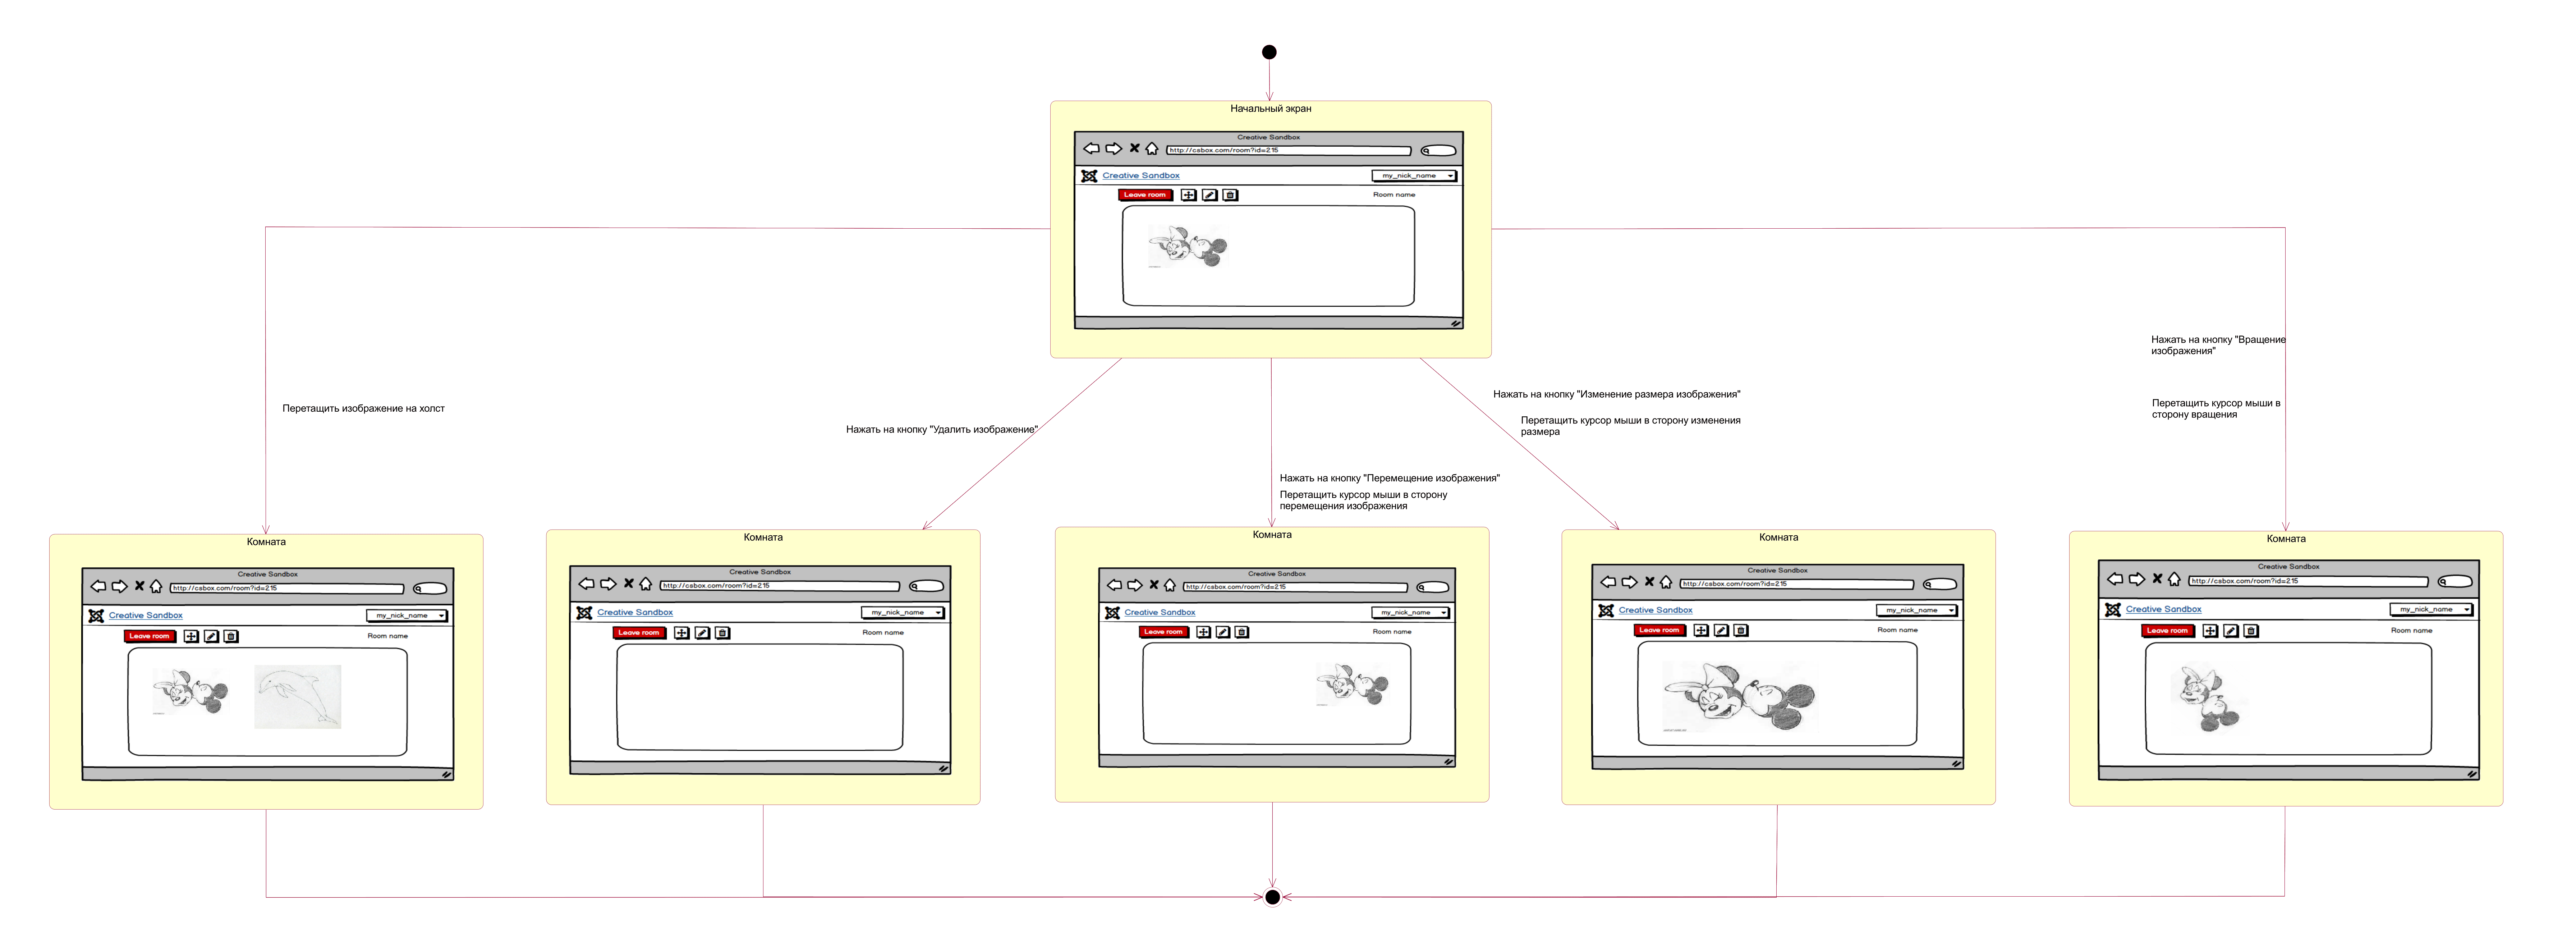 Начальный экран
Creative Sandbox
http://csbox.com/room?id=215
Creative Sandbox
my_nick_name
Leave room
Room name
Перетащить изображение на холст
Нажать на кнопку "Удалить изображение"
Нажать на кнопку "Перемещение изображения"
Перетащить курсор мыши в сторону
перемещения изображения
Нажать на кнопку "Изменение размера изображения"
Перетащить курсор мыши в сторону изменения
размера
Нажать на кнопку "Вращение
изображения"
Перетащить курсор мыши в
сторону вращения
Комната
Creative Sandbox
http://csbox.com/room?id=215
Creative Sandbox
my_nick_name
Leave room
Room name
Комната
Creative Sandbox
http://csbox.com/room?id=215
Creative Sandbox
my_nick_name
Leave room
Room name
Комната
Creative Sandbox
http://csbox.com/room?id=215
Creative Sandbox
my_nick_name
Leave room
Room name
Комната
Creative Sandbox
http://csbox.com/room?id=215
Creative Sandbox
my_nick_name
Leave room
Room name
Комната
Creative Sandbox
http://csbox.com/room?id=215
Creative Sandbox
my_nick_name
Leave room
Room name